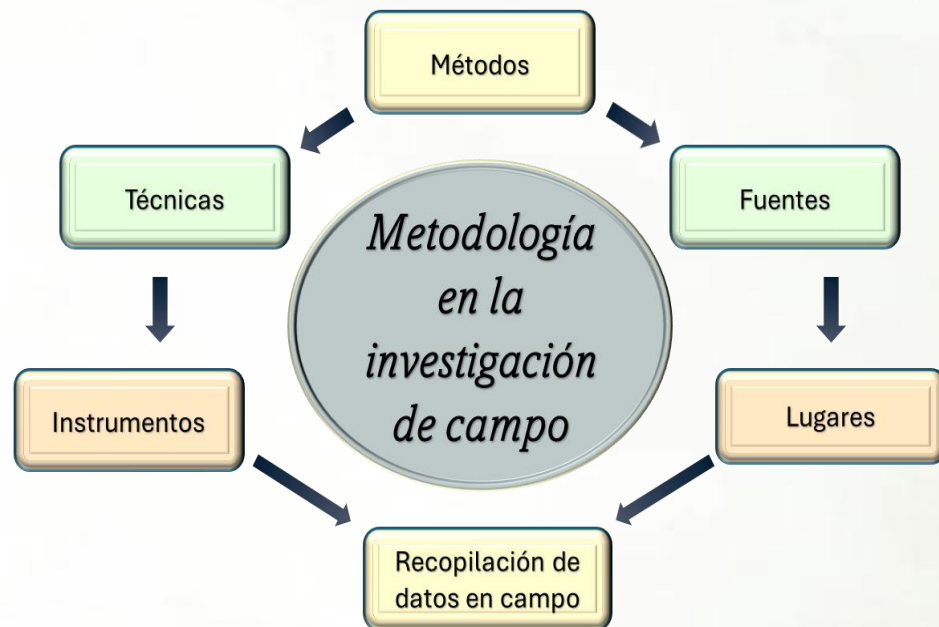 Métodos
Técnicas
Fuentes
Metodología
en la
investigación
de campo
Instrumentos
Lugares
Recopilación de
datos en campo